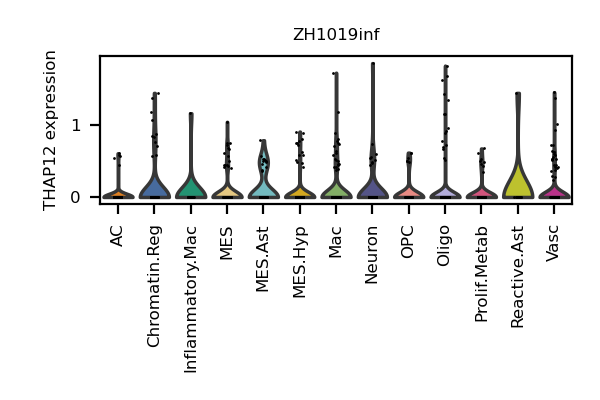 ZH1019inf
THAP12 expression
1
0
AC
Chromatin.Reg
Inflammatory.Mac
MES
MES.Ast
MES.Hyp
Mac
Neuron
OPC
Oligo
Prolif.Metab
Reactive.Ast
Vasc